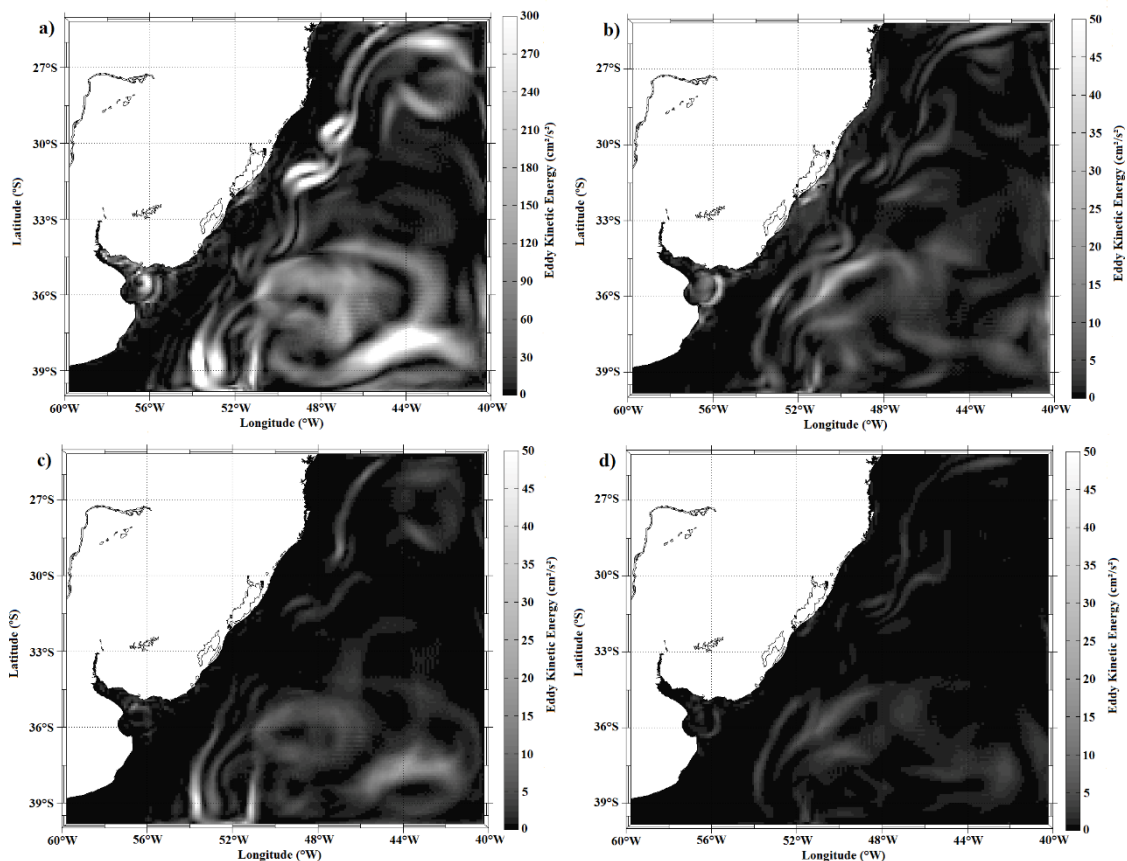 a)
27°S
30°S
33°S
36°S
39°S
Latitude (°S)
60°W 56°W 52°W 48°W 44°W 40°W
Longitude (°W)
300
270
240
210
180
150
120
90
60
30
0
Eddy Kinetic Energy (cm²/s²)
b)
27°S
30°S
33°S
36°S
39°S
Latitude (°S)
60°W 56°W 52°W 48°W 44°W 40°W
Longitude (°W)
50
45
40
35
30
25
20
15
10
5
0
Eddy Kinetic Energy (cm²/s²)
c)
27°S
30°S
33°S
36°S
39°S
Latitude (°S)
60°W 56°W 52°W 48°W 44°W 40°W
Longitude (°W)
50
45
40
35
30
25
20
15
10
5
0
Eddy Kinetic Energy (cm²/s²)
d)
27°S
30°S
33°S
36°S
39°S
Latitude (°S)
60°W 56°W 52°W 48°W 44°W 40°W
Longitude (°W)
50
45
40
35
30
25
20
15
10
5
0
Eddy Kinetic Energy (cm²/s²)